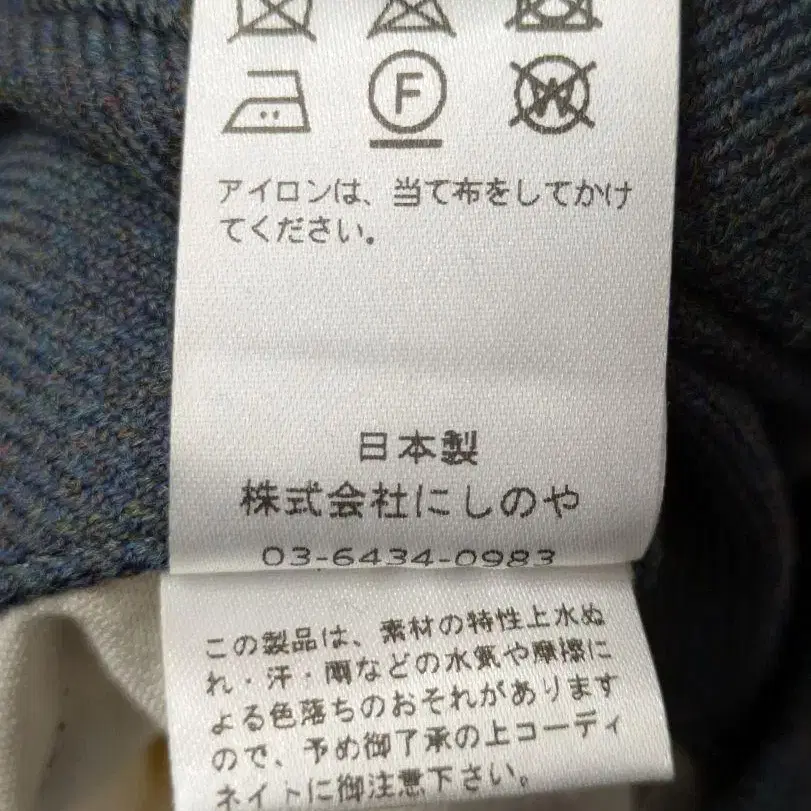 F
W
アイロンは、当て布をしてかけ
てください。
日本製
株式会社にしのや
03-6434-0983
この製品は、素材の特性上水ぬ
れ・汗・雨などの水気や摩擦に
よる色落ちのおそれがあります
ので、予め御了承の上コーディ
ネイトに御注意下さい。